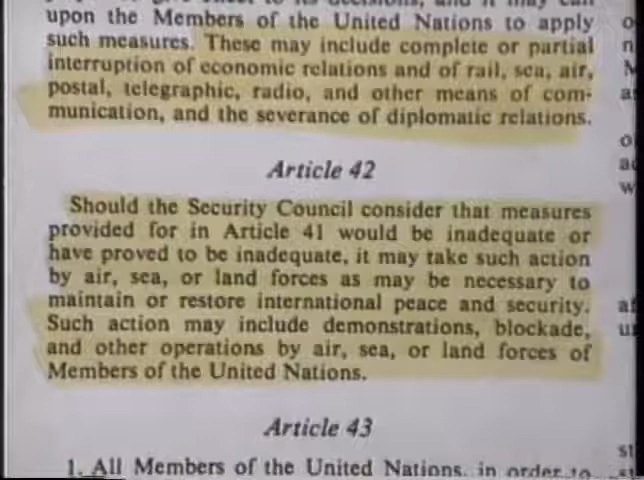 upon the Members of the United Nations to apply
such measures. These may include complete or partial
interruption of economic relations and of rail, sea, air,
postal, telegraphic, radio, and other means of com-
munication, and the severance of diplomatic relations.
Article 42
Should the Security Council consider that measures
provided for in Article 41 would be inadequate or
have proved to be inadequate, it may take such action
by air, sea, or land forces as may be necessary to
maintain or restore international peace and security.
Such action may include demonstrations, blockade,
and other operations by air, sea, or land forces of
Members of the United Nations.
Article 43
1. All Members of the United Nations, in order to